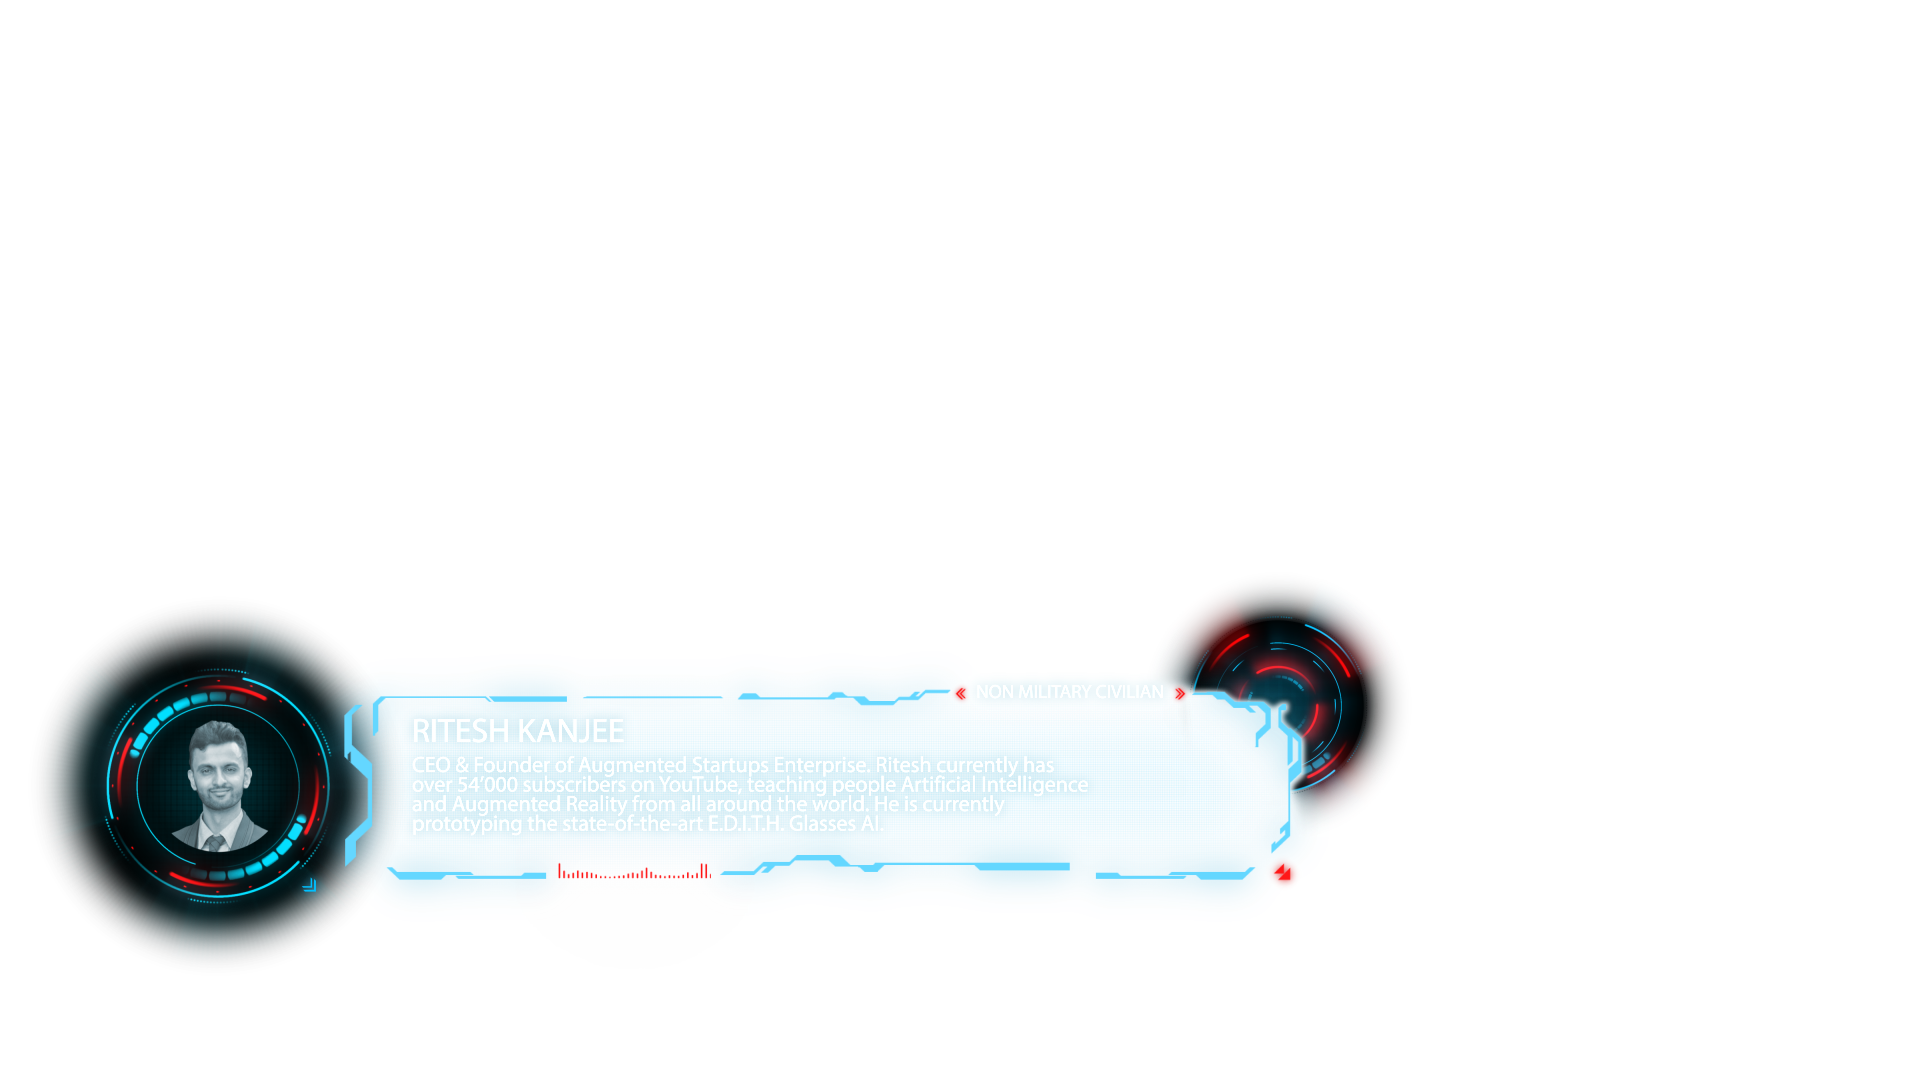 NON MILITARY CIVILIAN
RITESH KANJEE
CEO & Founder of Augmented Startups Enterprise. Ritesh currently has
over 54’000 subscribers on YouTube, teaching people Artificial Intelligence
and Augmented Reality from all around the world. He is currently
prototyping the state-of-the-art E.D.I.T.H. Glasses AI.